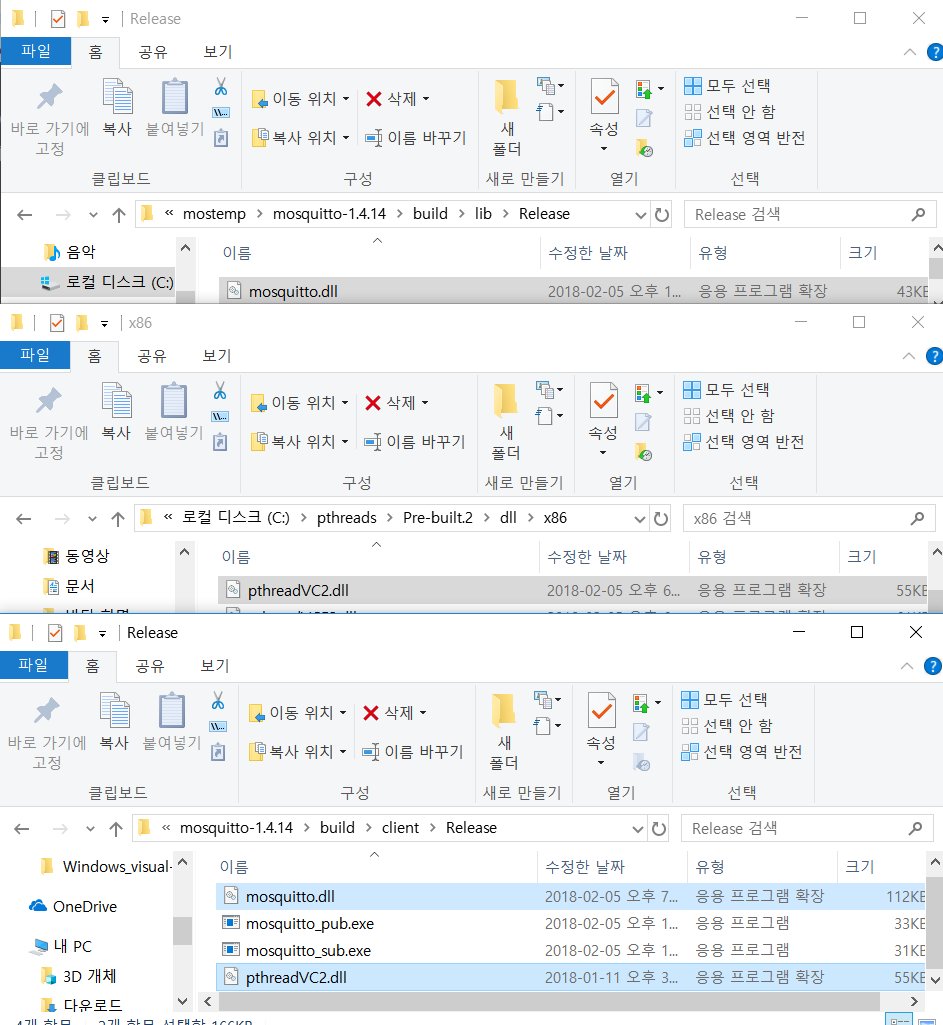 Release
파일 홈 공유 보기
바로 가기에 고정
복사
붙여넣기
이동 위치
복사 위치
삭제
이름 바꾸기
새 폴더
속성
모두 선택
선택 안 함
선택 영역 반전
클립보드 구성 새로 만들기 열기 선택
« mostemp > mosquitto-1.4.14 > build > lib > Release
Release 검색
음악
로컬 디스크 (C:)
이름 수정한 날짜 유형 크기
mosquitto.dll 2018-02-05 오후 1... 응용 프로그램 확장 43KB
x86
파일 홈 공유 보기
바로 가기에 고정
복사
붙여넣기
이동 위치
복사 위치
삭제
이름 바꾸기
새 폴더
속성
모두 선택
선택 안 함
선택 영역 반전
클립보드 구성 새로 만들기 열기 선택
« 로컬 디스크 (C:) > pthreads > Pre-built.2 > dll > x86
x86 검색
동영상
문서
이름 수정한 날짜 유형 크기
pthreadVC2.dll 2018-02-05 오후 6... 응용 프로그램 확장 55KB
Release
파일 홈 공유 보기
바로 가기에 고정
복사
붙여넣기
이동 위치
복사 위치
삭제
이름 바꾸기
새 폴더
속성
모두 선택
선택 안 함
선택 영역 반전
클립보드 구성 새로 만들기 열기 선택
« mosquitto-1.4.14 > build > client > Release
Release 검색
Windows_visual-
OneDrive
내 PC
3D 개체
다운로드
이름 수정한 날짜 유형 크기
mosquitto.dll 2018-02-05 오후 7... 응용 프로그램 확장 112KB
mosquitto_pub.exe 2018-02-05 오후 1... 응용 프로그램 33KB
mosquitto_sub.exe 2018-02-05 오후 1... 응용 프로그램 31KB
pthreadVC2.dll 2018-01-11 오후 3... 응용 프로그램 확장 55KB